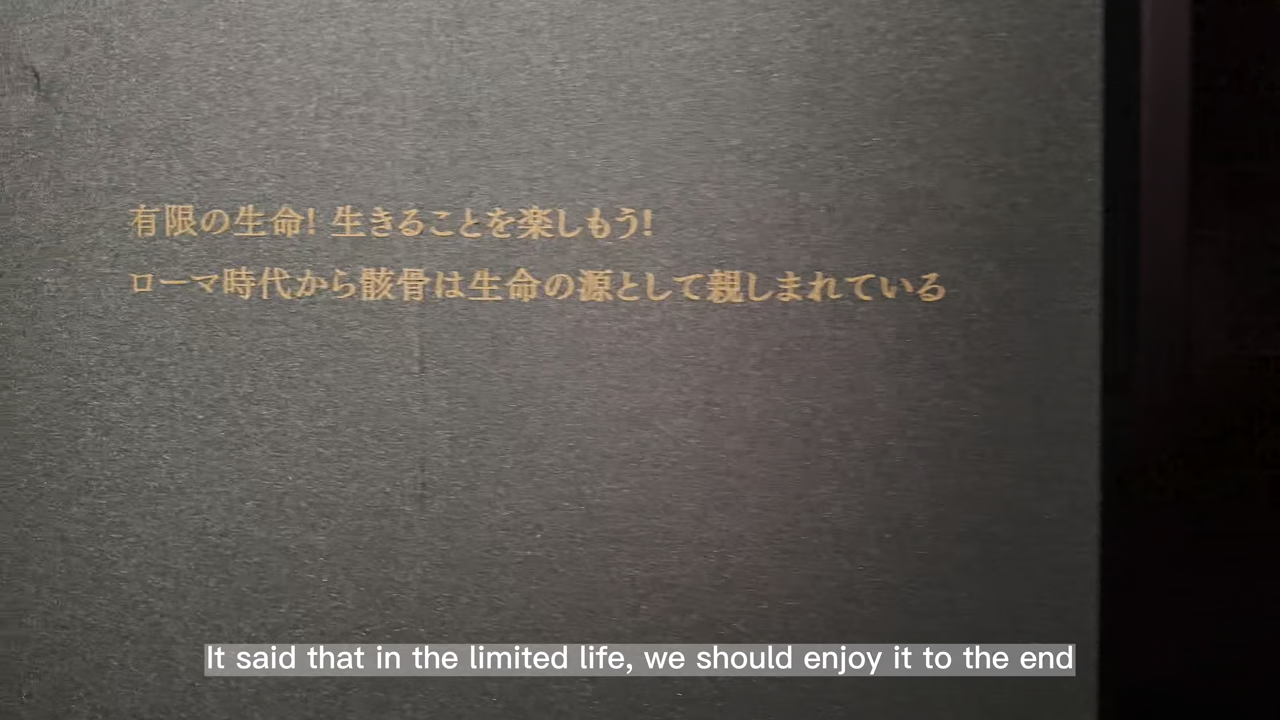 有限の生命! 生きることを楽しもう!
ローマ時代から骸骨は生命の源として親しまれている
It said that in the limited life, we should enjoy it to the end